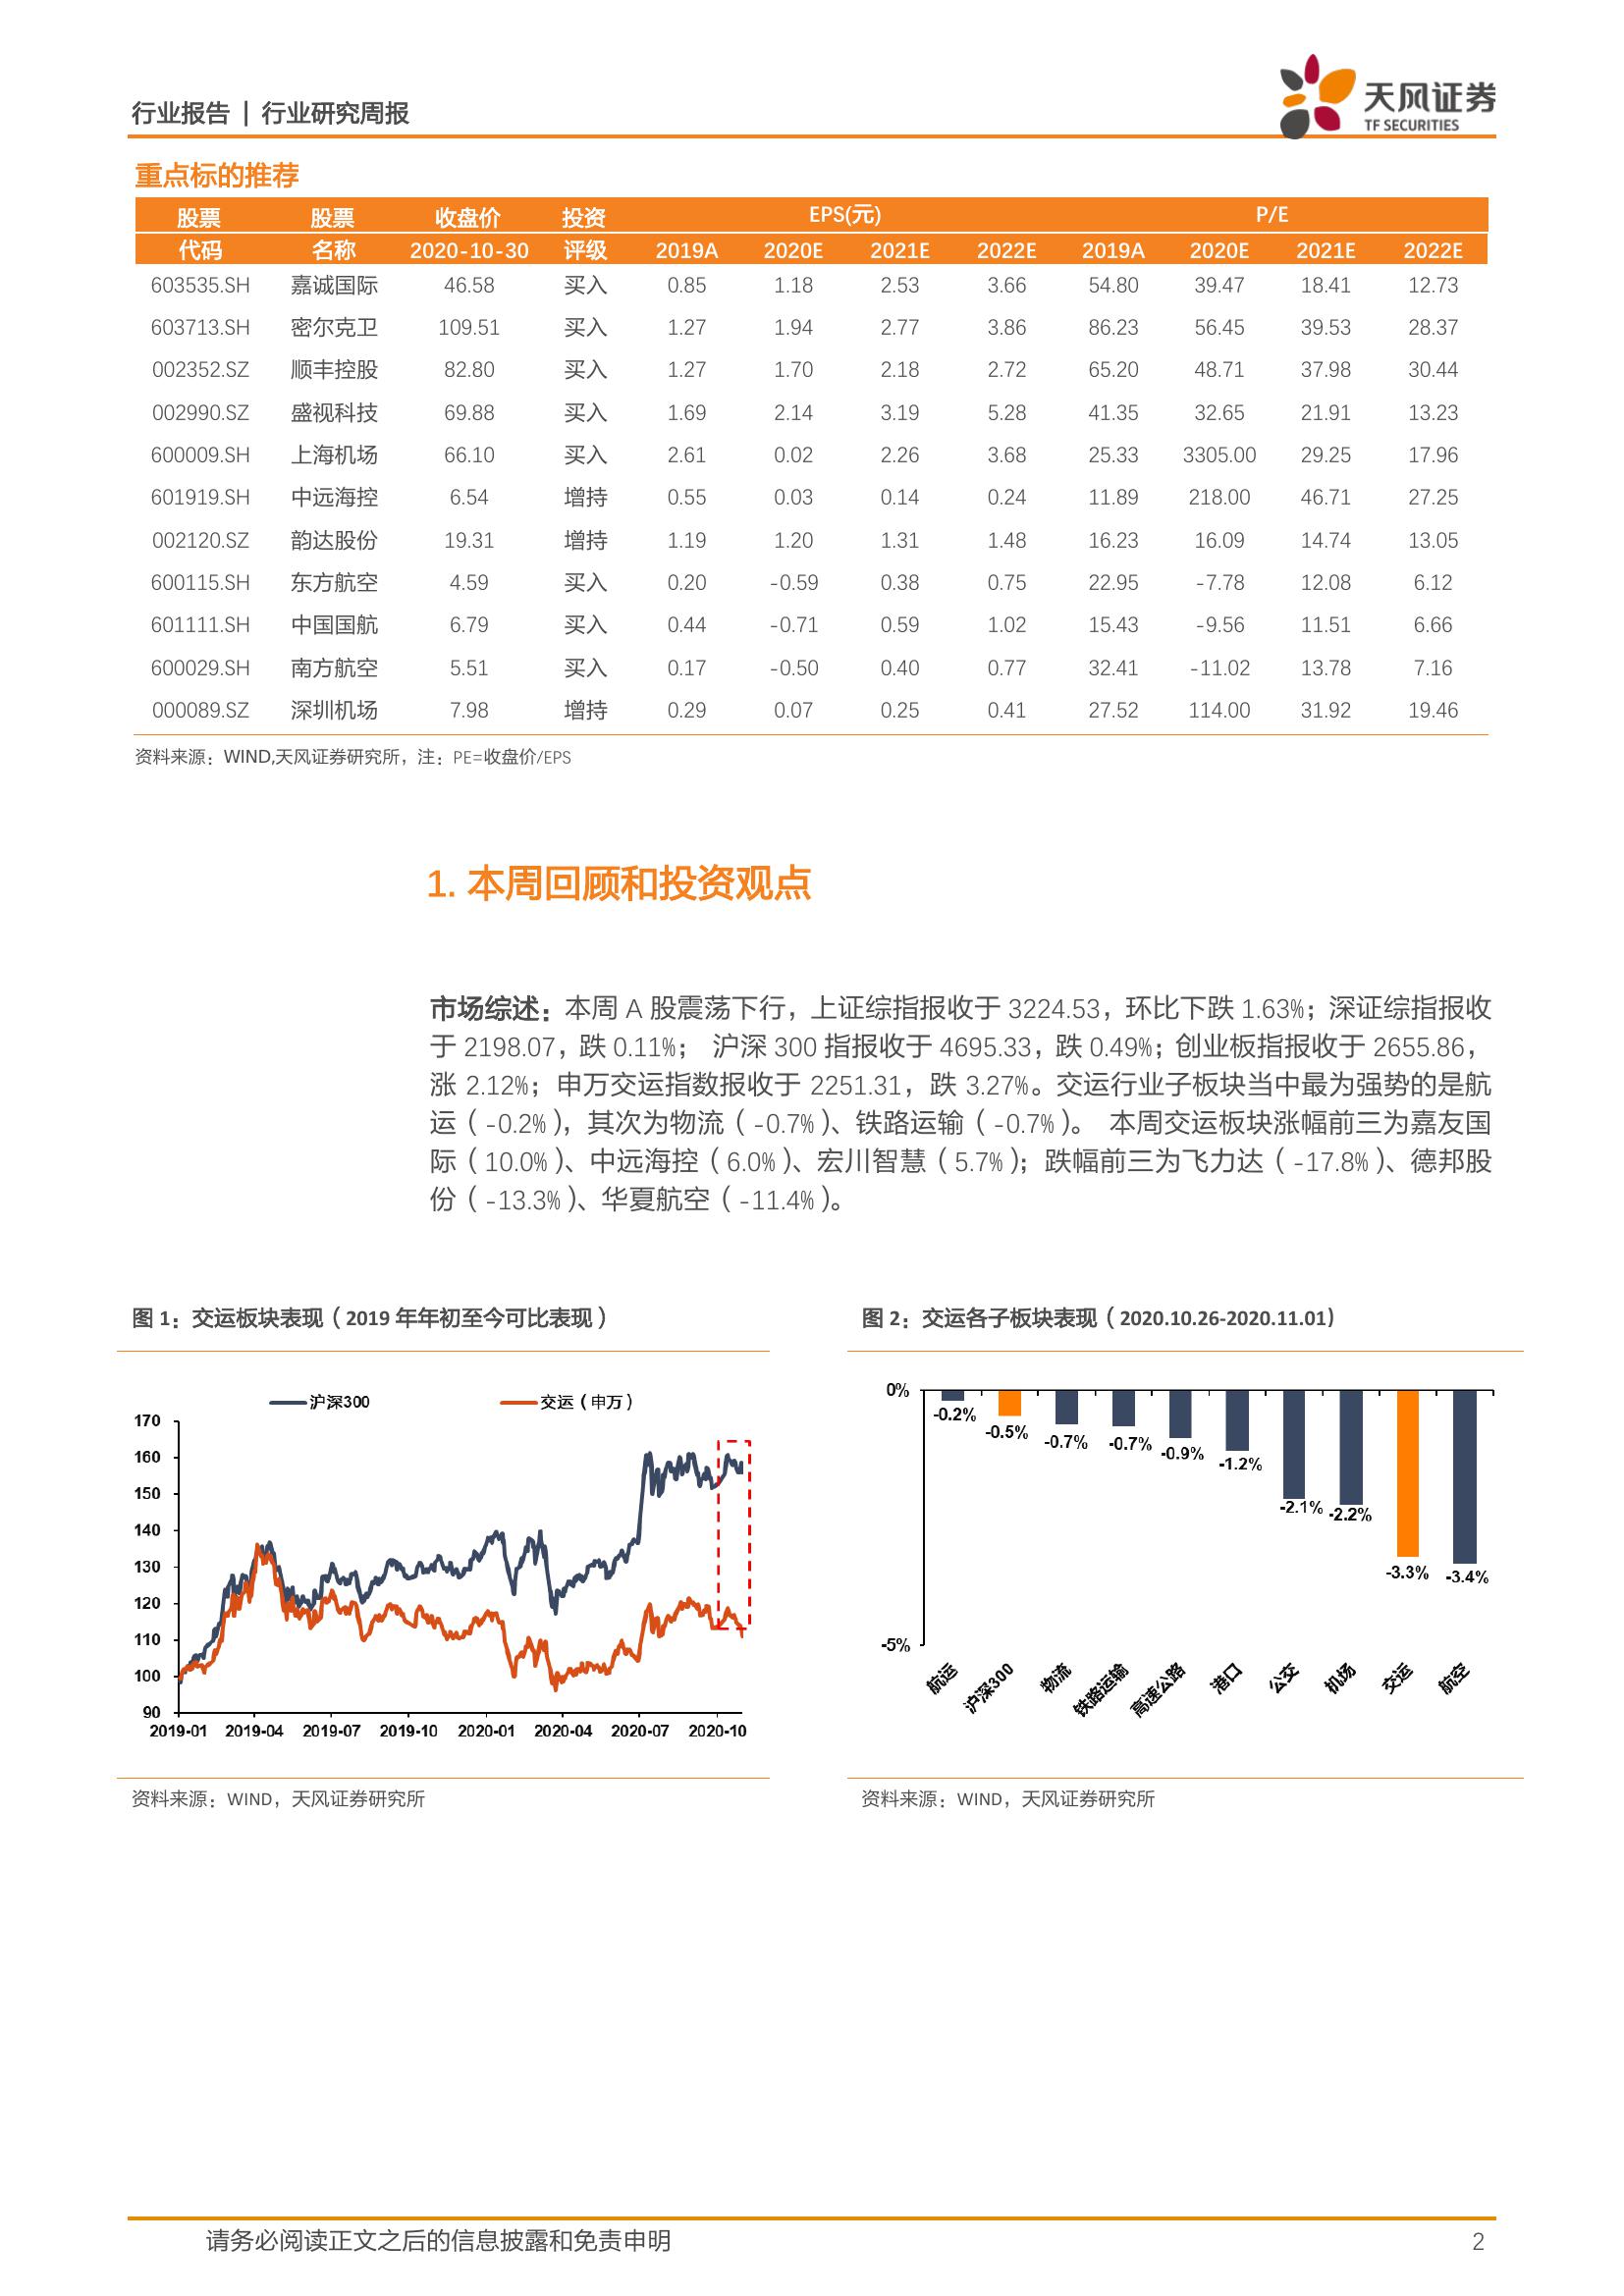 行业报告 | 行业研究周报
天风证券
TF SECURITIES
重点标的推荐
股票 股票 收盘价 投资 EPS(元) P/E
代码 名称 2020-10-30 评级 2019A 2020E 2021E 2022E 2019A 2020E 2021E 2022E
603535.SH 嘉诚国际 46.58 买入 0.85 1.18 2.53 3.66 54.80 39.47 18.41 12.73
603713.SH 密尔克卫 109.51 买入 1.27 1.94 2.77 3.86 86.23 56.45 39.53 28.37
002352.SZ 顺丰控股 82.80 买入 1.27 1.70 2.18 2.72 65.20 48.71 37.98 30.44
002990.SZ 盛视科技 69.88 买入 1.69 2.14 3.19 5.28 41.35 32.65 21.91 13.23
600009.SH 上海机场 66.10 买入 2.61 0.02 2.26 3.68 25.33 3305.00 29.25 17.96
601919.SH 中远海控 6.54 增持 0.55 0.03 0.14 0.24 11.89 218.00 46.71 27.25
002120.SZ 韵达股份 19.31 增持 1.19 1.20 1.31 1.48 16.23 16.09 14.74 13.05
600115.SH 东方航空 4.59 买入 0.20 -0.59 0.38 0.75 22.95 -7.78 12.08 6.12
601111.SH 中国国航 6.79 买入 0.44 -0.71 0.59 1.02 15.43 -9.56 11.51 6.66
600029.SH 南方航空 5.51 买入 0.17 -0.50 0.40 0.77 32.41 -11.02 13.78 7.16
000089.SZ 深圳机场 7.98 增持 0.29 0.07 0.25 0.41 27.52 114.00 31.92 19.46
资料来源：WIND,天风证券研究所，注：PE=收盘价/EPS
1. 本周回顾和投资观点
市场综述：本周 A 股震荡下行，上证综指报收于 3224.53，环比下跌 1.63%；深证综指报收
于 2198.07，跌 0.11%； 沪深 300 指报收于 4695.33，跌 0.49%；创业板指报收于 2655.86，
涨 2.12%；申万交运指数报收于 2251.31，跌 3.27%。交运行业子板块当中最为强势的是航
运（-0.2%），其次为物流（-0.7%）、铁路运输（-0.7%）。 本周交运板块涨幅前三为嘉友国
际（10.0%）、中远海控（6.0%）、宏川智慧（5.7%）；跌幅前三为飞力达（-17.8%）、德邦股
份（-13.3%）、华夏航空（-11.4%）。
图 1：交运板块表现（2019 年年初至今可比表现）
沪深300 交运（申万）
170
160
150
140
130
120
110
100
90
2019-01 2019-04 2019-07 2019-10 2020-01 2020-04 2020-07 2020-10
资料来源：WIND，天风证券研究所
图 2：交运各子板块表现（2020.10.26-2020.11.01）
0%
-0.2% -0.5% -0.7% -0.7% -0.9% -1.2% -2.1% -2.2% -3.3% -3.4%
-5%
航运 沪深300 物流 铁路运输 高速公路 港口 公交 机场 交运 航空
资料来源：WIND，天风证券研究所
请务必阅读正文之后的信息披露和免责申明 2